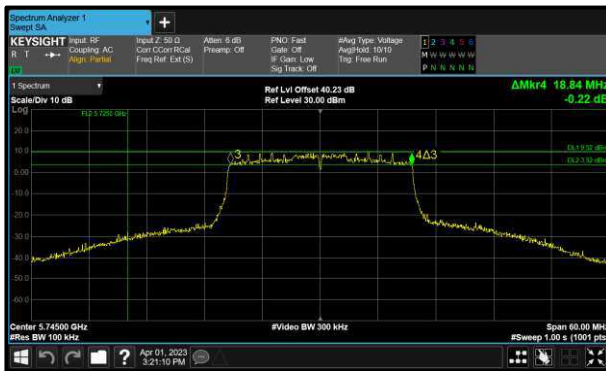 Spectrum Analyzer 1
Swept SA
+
KEYSIGHT
R T
Input: RF
Coupling: AC
Align: Partial
Input Z: 50 Ω
Corr CCorr RCal
Freq Ref: Ext (S)
Atten: 6 dB
Preamp: Off
PNO: Fast
Gate: Off
IF Gain: Low
Sig Track: Off
#Avg Type: Voltage
Avg|Hold: 10/10
Trig: Free Run
1 2 3 4 5 6
M W W W W W
P N N N N N
1 Spectrum
Scale/Div 10 dB
Log
Ref Lvl Offset 40.23 dB
Ref Level 30.00 dBm
ΔMkr4 18.84 MHz
-0.22 dB
FL2 5.7250 GHz
20.0
10.0
0.00
-10.0
-20.0
-30.0
-40.0
-50.0
-60.0
3
4Δ3
Center 5.74500 GHz
#Res BW 100 kHz
#Video BW 300 kHz
Span 60.00 MHz
#Sweep 1.00 s (1001 pts)
?
Apr 01, 2023
3:21:10 PM